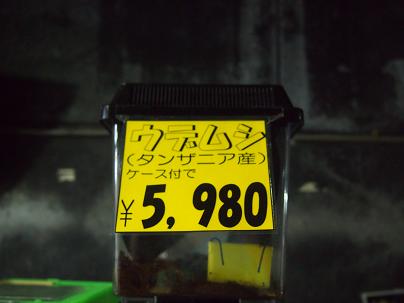 ウデムシ
(タンザニア産)
ケース付で
¥5,980